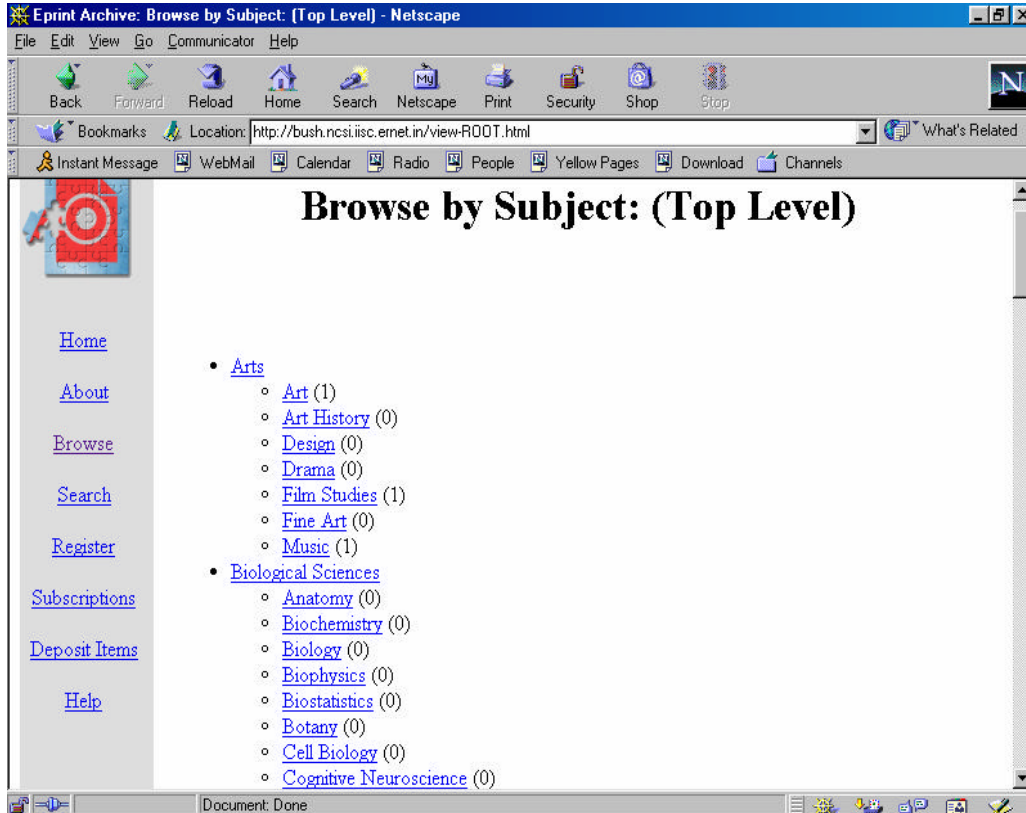 Eprint Archive: Browse by Subject: (Top Level) - Netscape
File Edit View Go Communicator Help
Back Forward Reload Home Search Netscape Print Security Shop Stop
My
N
Bookmarks Location: http://bush.ncsi.iisc.ernet.in/view-ROOT.html What's Related
Instant Message WebMail Calendar Radio People Yellow Pages Download Channels
Browse by Subject: (Top Level)
Home
About
Browse
Search
Register
Subscriptions
Deposit Items
Help
• Arts
◦ Art (1)
◦ Art History (0)
◦ Design (0)
◦ Drama (0)
◦ Film Studies (1)
◦ Fine Art (0)
◦ Music (1)
• Biological Sciences
◦ Anatomy (0)
◦ Biochemistry (0)
◦ Biology (0)
◦ Biophysics (0)
◦ Biostatistics (0)
◦ Botany (0)
◦ Cell Biology (0)
◦ Cognitive Neuroscience (0)
Document: Done